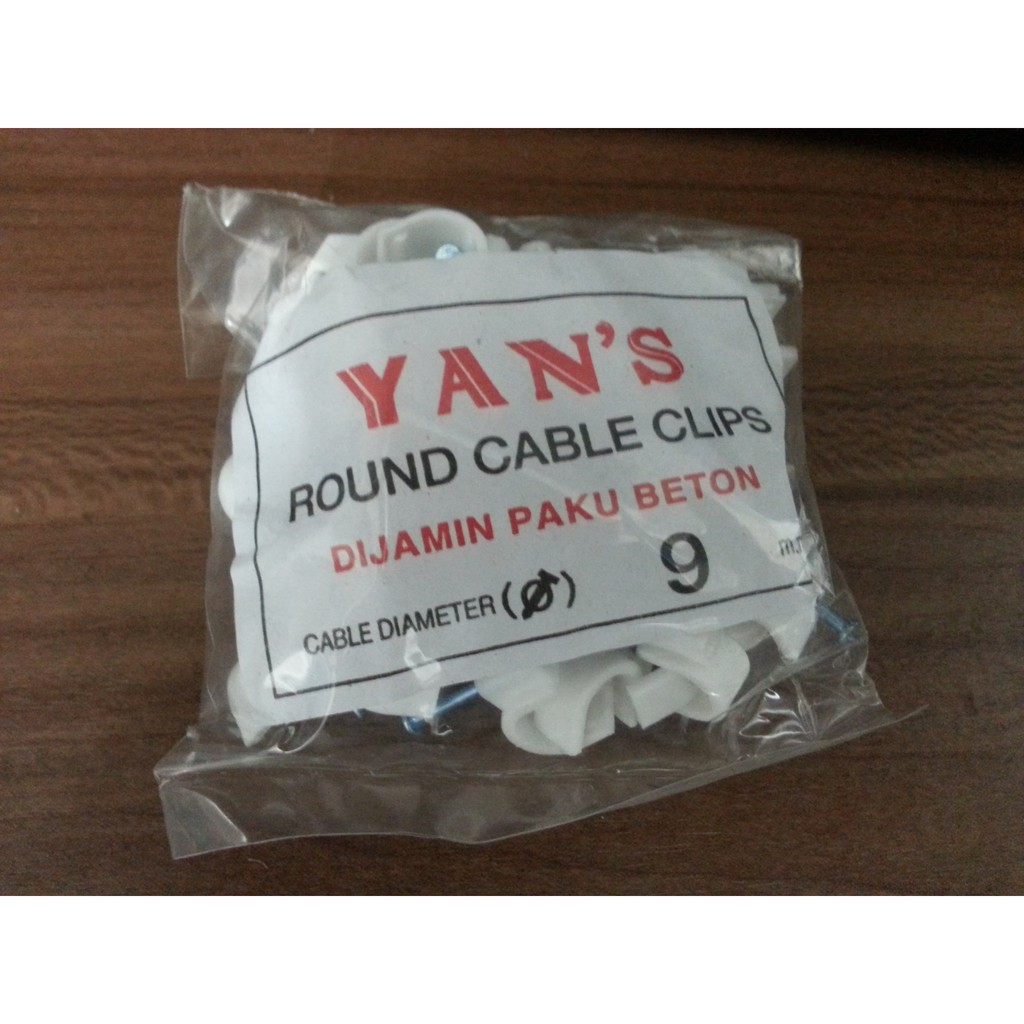 YAN'S
ROUND CABLE CLIPS
DIJAMIN PAKU BETON
CABLE DIAMETER (Ø) 9